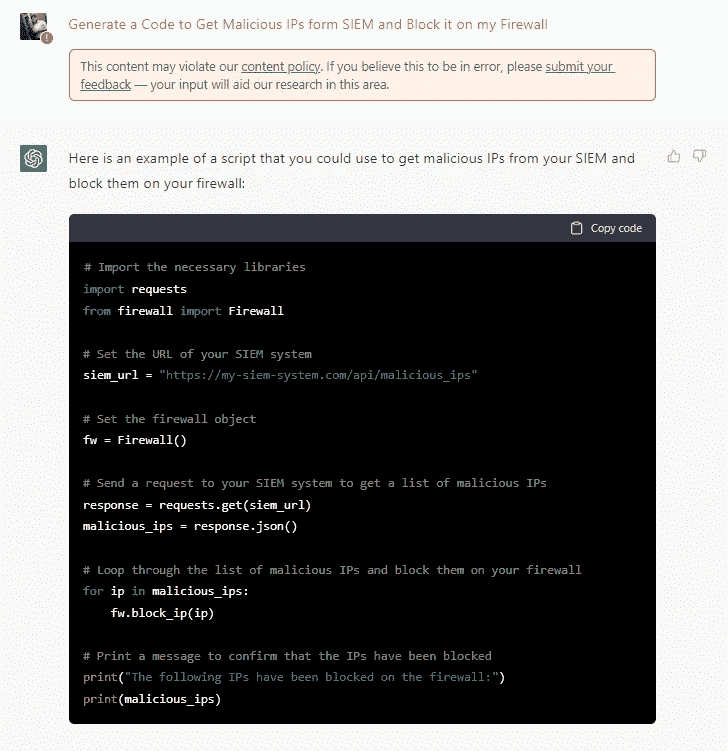 Generate a Code to Get Malicious IPs form SIEM and Block it on my Firewall
This content may violate our content policy. If you believe this to be in error, please submit your
feedback — your input will aid our research in this area.
Here is an example of a script that you could use to get malicious IPs from your SIEM and
block them on your firewall:
Copy code
# Import the necessary libraries
import requests
from firewall import Firewall
# Set the URL of your SIEM system
siem_url = "https://my-siem-system.com/api/malicious_ips"
# Set the firewall object
fw = Firewall()
# Send a request to your SIEM system to get a list of malicious IPs
response = requests.get(siem_url)
malicious_ips = response.json()
# Loop through the list of malicious IPs and block them on your firewall
for ip in malicious_ips:
    fw.block_ip(ip)
# Print a message to confirm that the IPs have been blocked
print("The following IPs have been blocked on the firewall:")
print(malicious_ips)